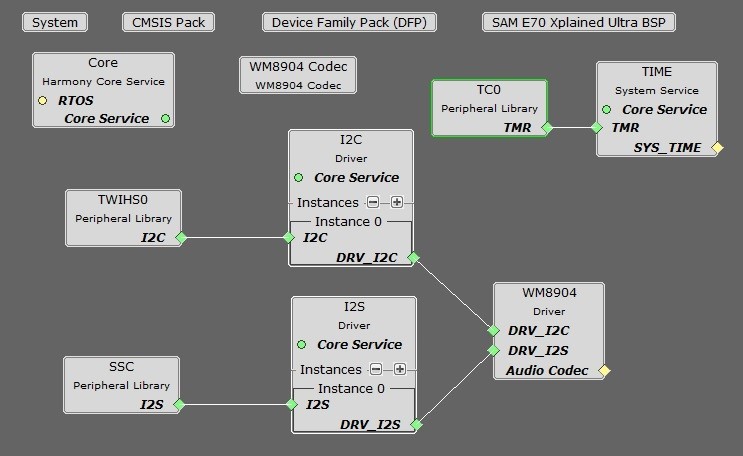 System
CMSIS Pack
Device Family Pack (DFP)
SAM E70 Xplained Ultra BSP
Core
Harmony Core Service
RTOS
Core Service
WM8904 Codec
WM8904 Codec
TC0
Peripheral Library
TMR
TIME
System Service
Core Service
TMR
SYS_TIME
I2C
Driver
Core Service
Instances
Instance 0
I2C
DRV_I2C
TWIHS0
Peripheral Library
I2C
I2S
Driver
Core Service
Instances
Instance 0
I2S
DRV_I2S
SSC
Peripheral Library
I2S
WM8904
Driver
DRV_I2C
DRV_I2S
Audio Codec